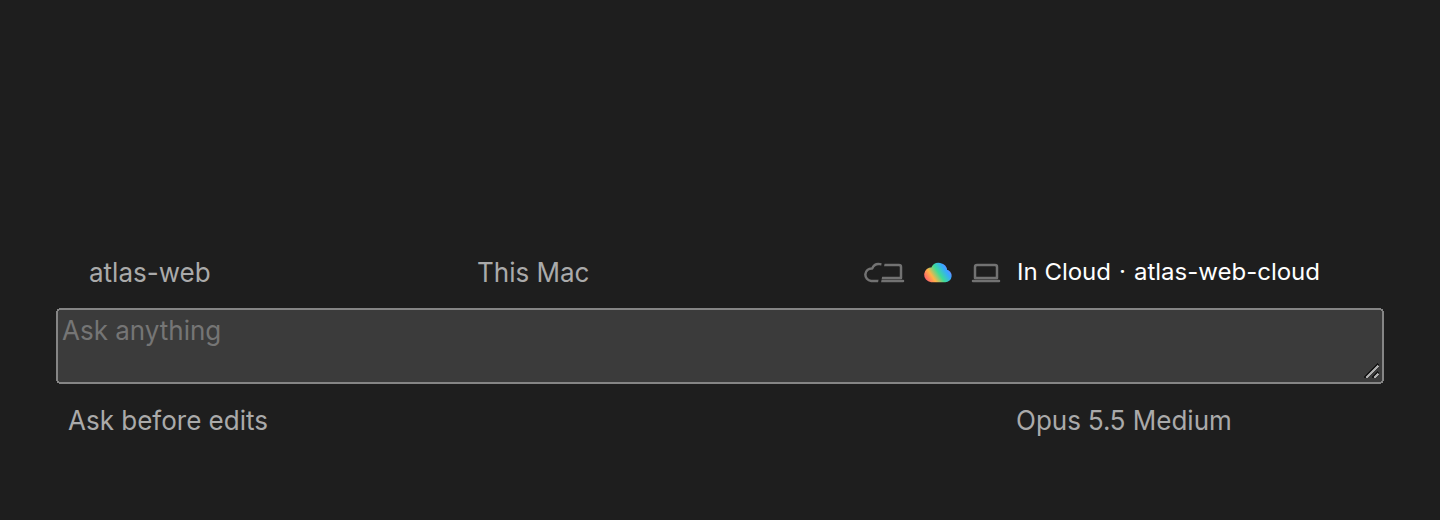 atlas-web This Mac In Cloud · atlas-web-cloud
Ask anything
Ask before edits Opus 5.5 Medium